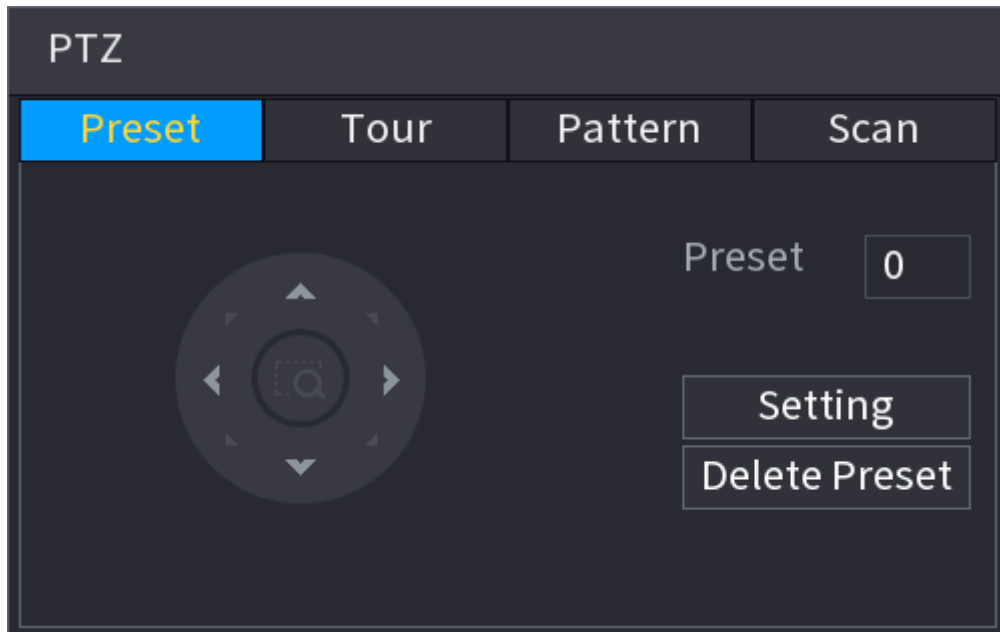 PTZ
Preset Tour Pattern Scan
Preset 0
Setting
Delete Preset